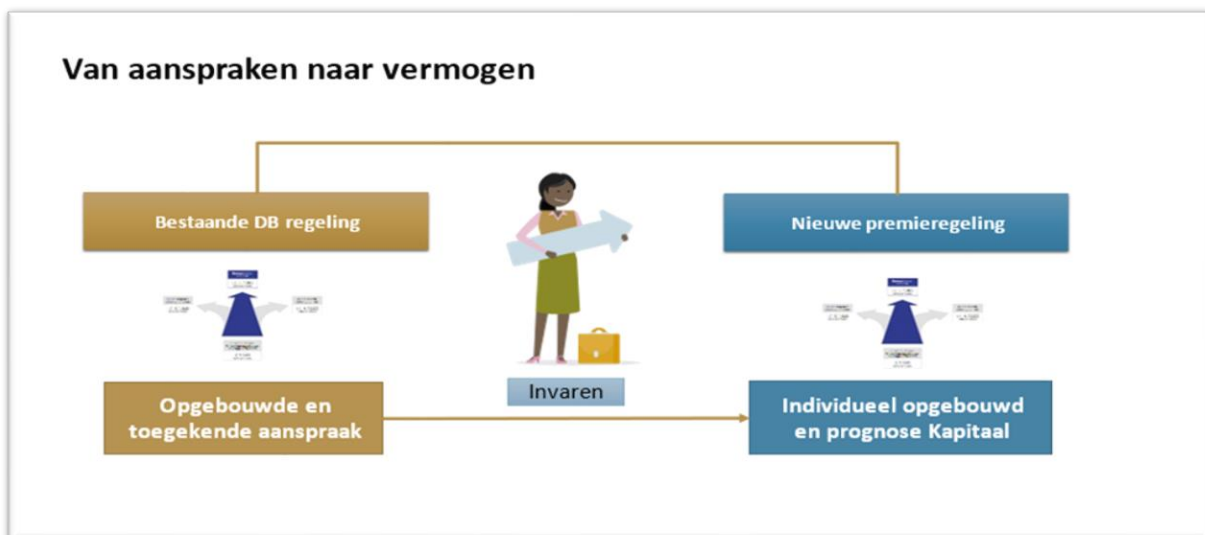 Van aanspraken naar vermogen
Bestaande DB regeling
Nieuwe premieregeling
Invaren
Opgebouwde en
toegekende aanspraak
Individueel opgebouwd
en prognose Kapitaal